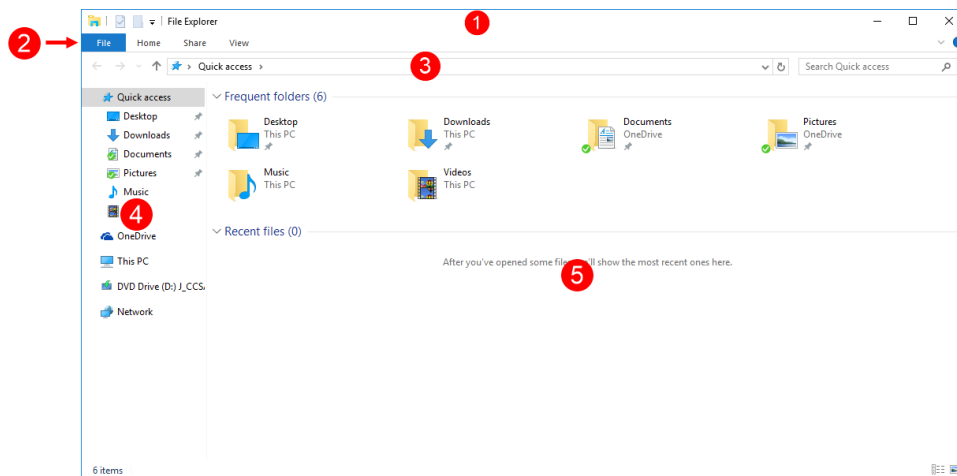 File Explorer
1
2
File Home Share View
Quick access
3
Search Quick access
Quick access
Desktop
Downloads
Documents
Pictures
Music
4
OneDrive
This PC
DVD Drive (D:) J_CCSA
Network
Frequent folders (6)
Desktop
This PC
Downloads
This PC
Documents
OneDrive
Pictures
OneDrive
Music
This PC
Videos
This PC
Recent files (0)
After you've opened some files, we'll show the most recent ones here.
5
6 items